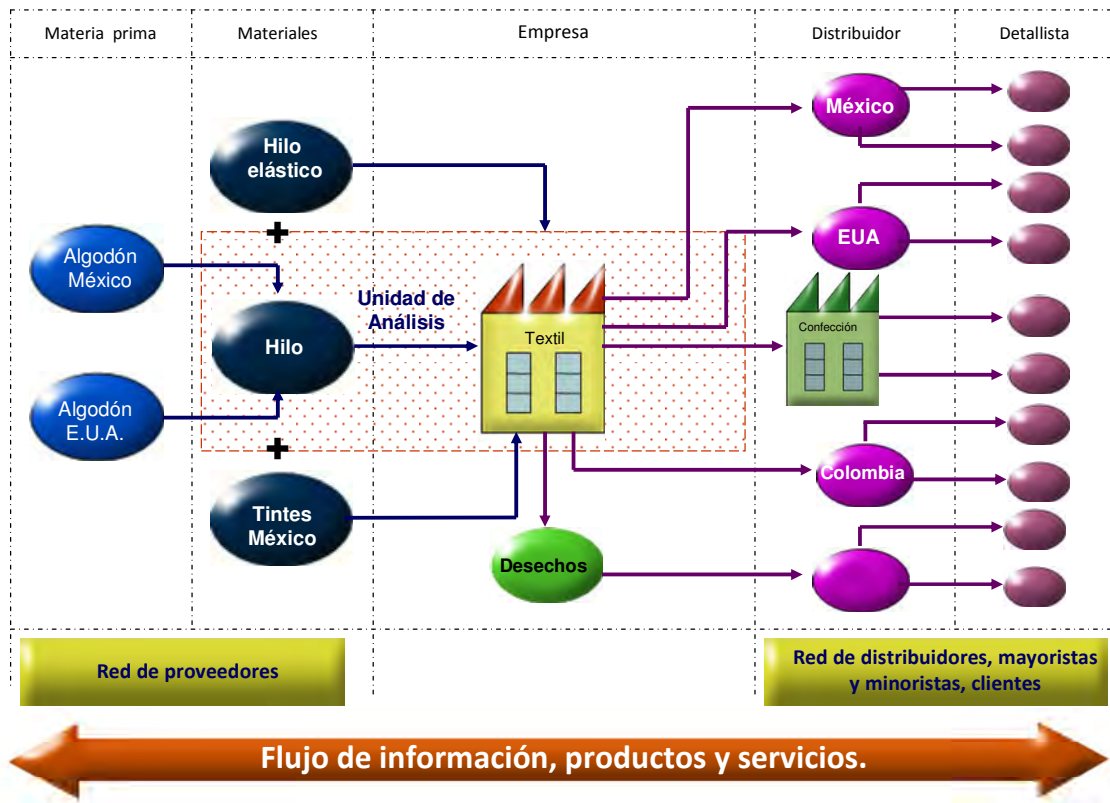 Materia prima
Materiales
Empresa
Distribuidor
Detallista
Hilo
elástico
+
Algodón
México
Unidad de
Análisis
Hilo
Algodón
E.U.A.
+
Tintes
México
Textil
Desechos
México
EUA
Confección
Colombia
Red de proveedores
Red de distribuidores, mayoristas
y minoristas, clientes
Flujo de información, productos y servicios.